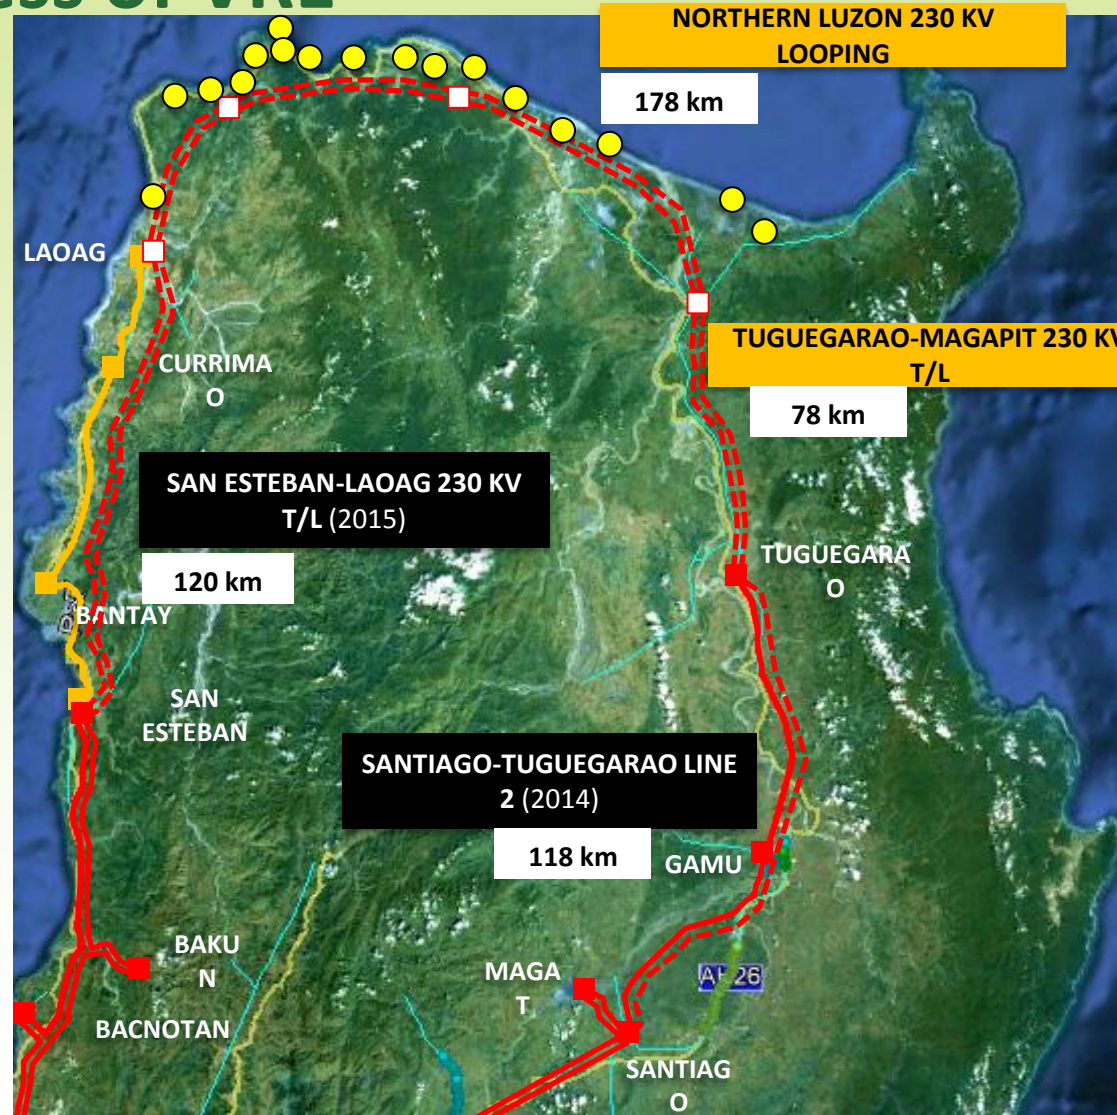 NORTHERN LUZON 230 KV
LOOPING
178 km
LAOAG
TUGUEGARAO-MAGAPIT 230 KV
T/L
CURRIMA
O
78 km
SAN ESTEBAN-LAOAG 230 KV
T/L (2015)
120 km
TUGUEGARA
O
BANTAY
SAN
ESTEBAN
SANTIAGO-TUGUEGARAO LINE
2 (2014)
118 km
GAMU
BAKU
N
MAGA
T
BACNOTAN
SANTIAG
O